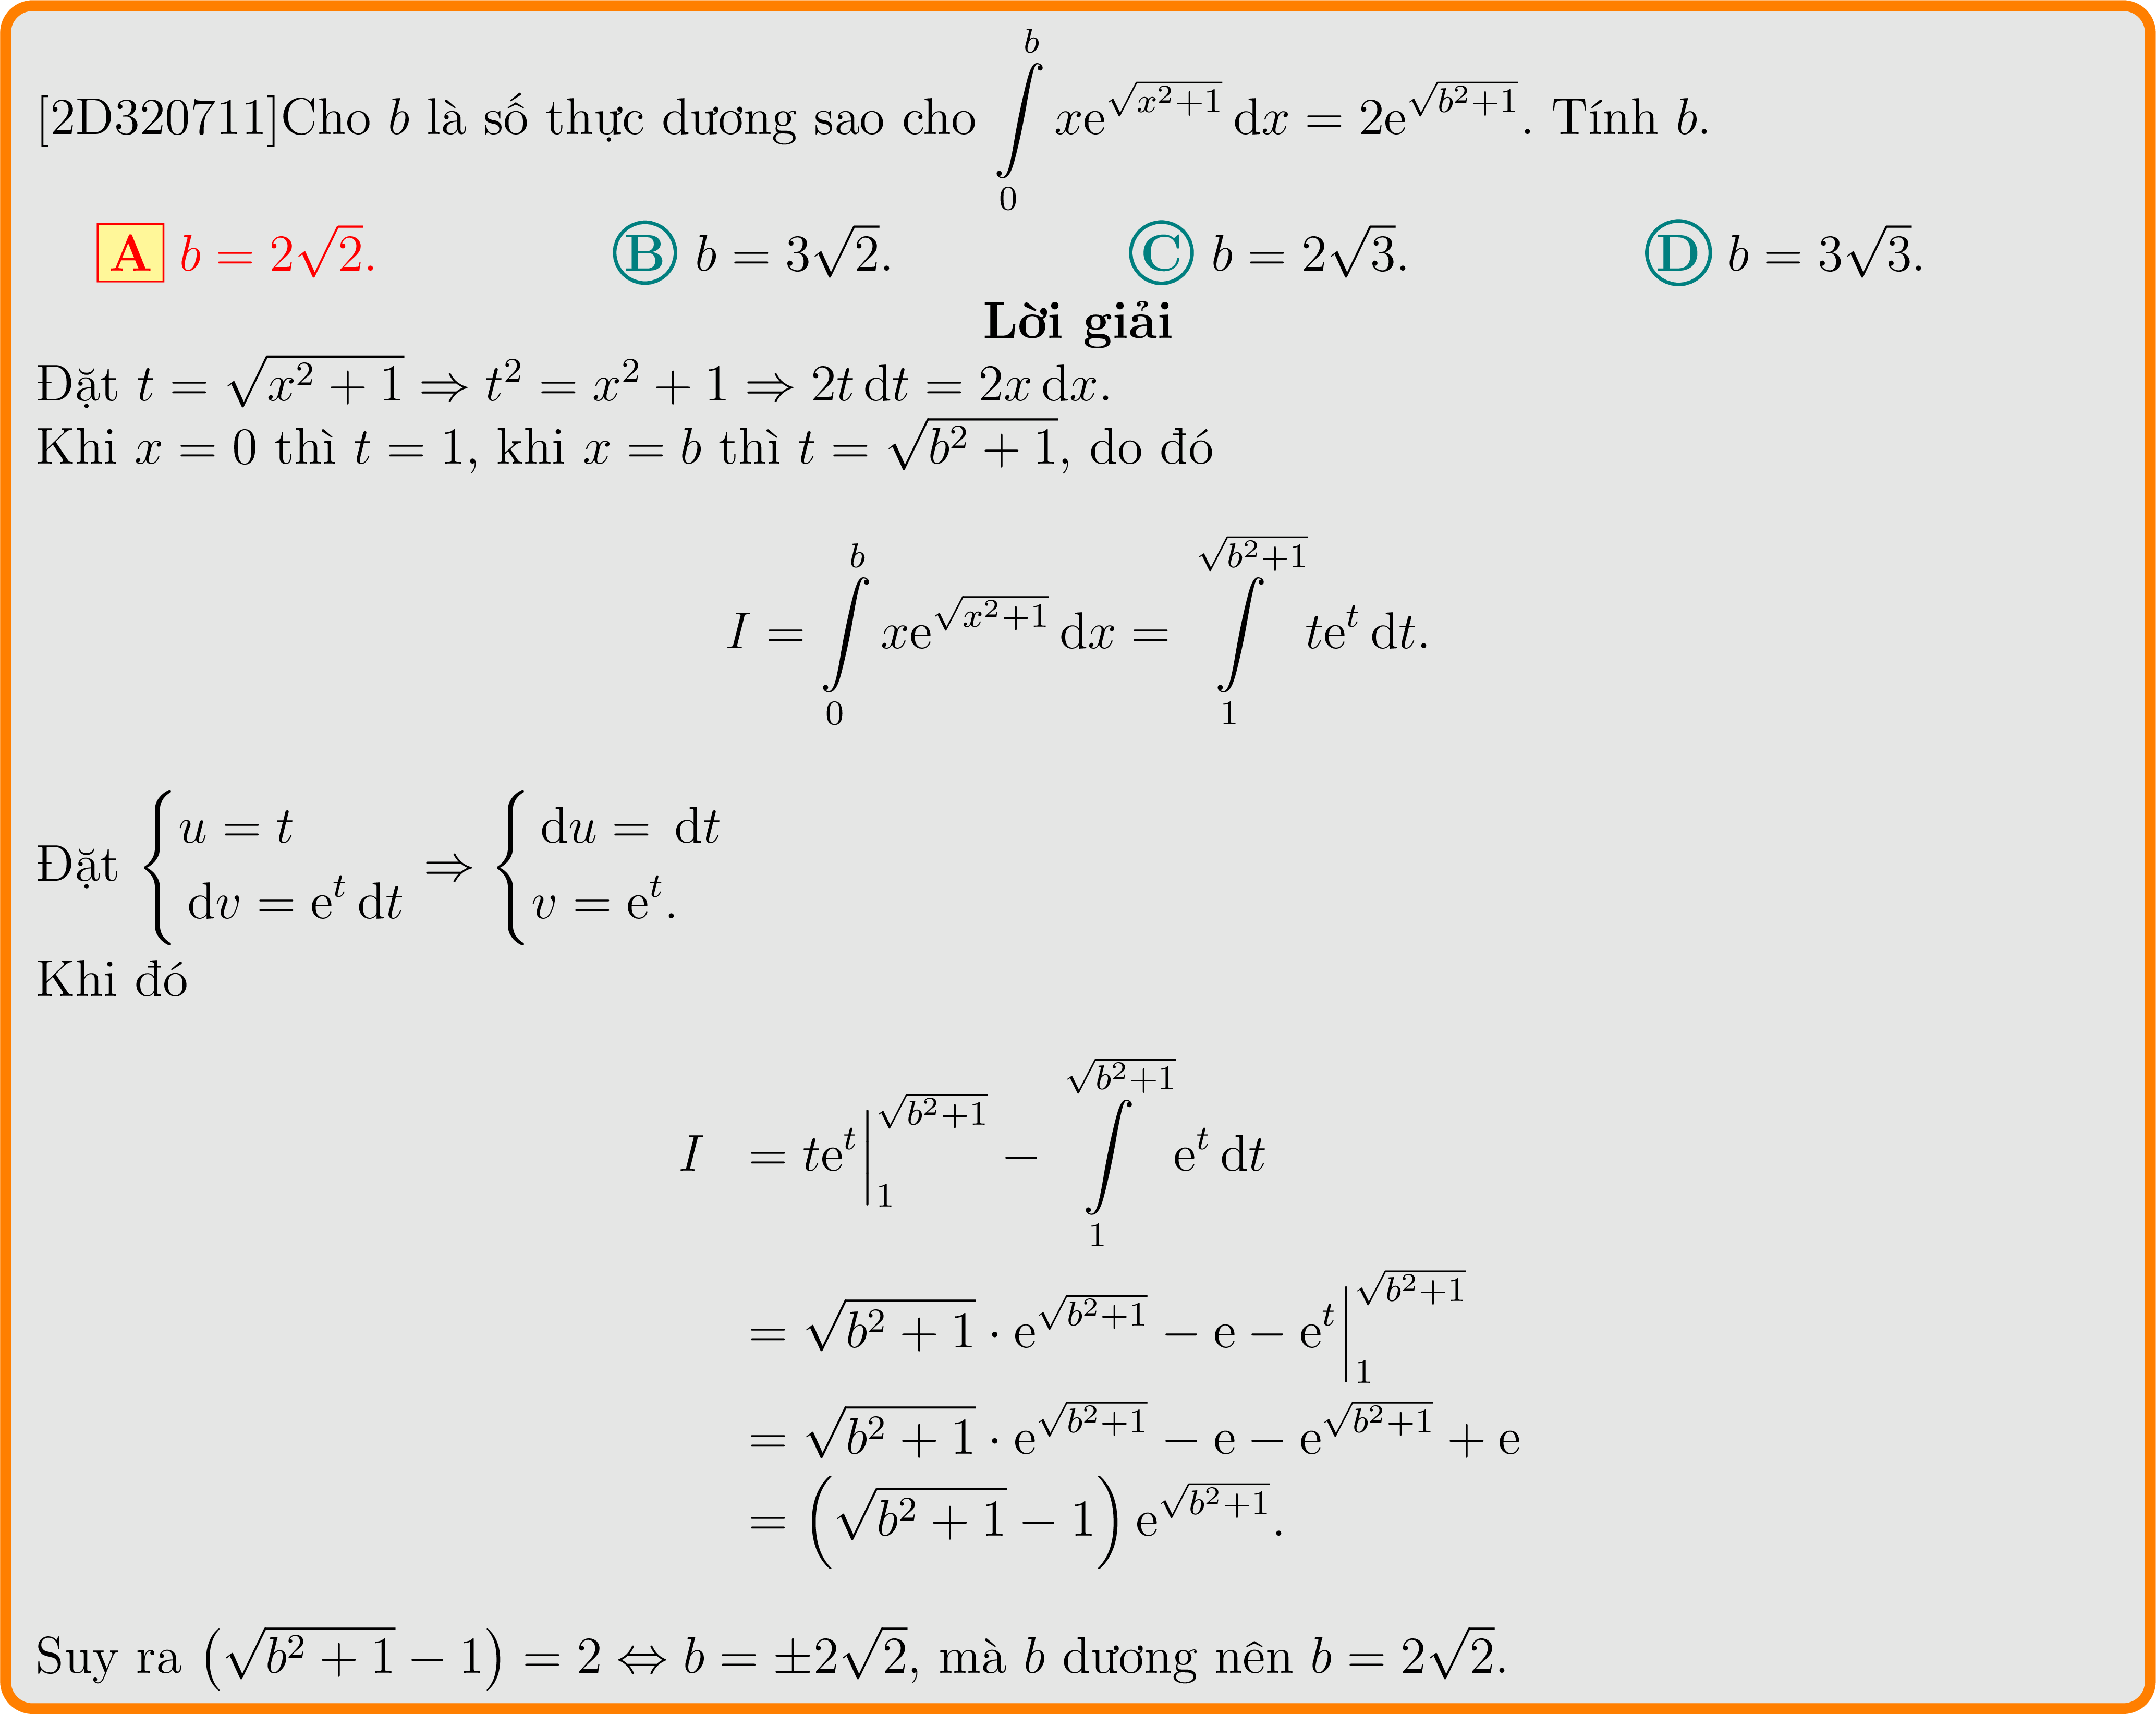 [2D320711]Cho $b$ là số thực dương sao cho $\int\limits_0^b x\mathrm{e}^{\sqrt{x^2+1}}\,\mathrm{d}x = 2\mathrm{e}^{\sqrt{b^2+1}}$. Tính $b$.
A $b = 2\sqrt{2}$. B $b = 3\sqrt{2}$. C $b = 2\sqrt{3}$. D $b = 3\sqrt{3}$.
Lời giải
Đặt $t = \sqrt{x^2+1} \Rightarrow t^2 = x^2 + 1 \Rightarrow 2t\,\mathrm{d}t = 2x\,\mathrm{d}x$.
Khi $x = 0$ thì $t = 1$, khi $x = b$ thì $t = \sqrt{b^2+1}$, do đó
$I = \int\limits_0^b x\mathrm{e}^{\sqrt{x^2+1}}\,\mathrm{d}x = \int\limits_1^{\sqrt{b^2+1}} t\mathrm{e}^t\,\mathrm{d}t.$
Đặt $\begin{cases} u = t \\ \mathrm{d}v = \mathrm{e}^t\,\mathrm{d}t \end{cases} \Rightarrow \begin{cases} \mathrm{d}u = \mathrm{d}t \\ v = \mathrm{e}^t. \end{cases}$
Khi đó
$I = t\mathrm{e}^t\Big|_1^{\sqrt{b^2+1}} - \int\limits_1^{\sqrt{b^2+1}} \mathrm{e}^t\,\mathrm{d}t$
$= \sqrt{b^2+1} \cdot \mathrm{e}^{\sqrt{b^2+1}} - \mathrm{e} - \mathrm{e}^t\Big|_1^{\sqrt{b^2+1}}$
$= \sqrt{b^2+1} \cdot \mathrm{e}^{\sqrt{b^2+1}} - \mathrm{e} - \mathrm{e}^{\sqrt{b^2+1}} + \mathrm{e}$
$= \left(\sqrt{b^2+1} - 1\right)\mathrm{e}^{\sqrt{b^2+1}}.$
Suy ra $\left(\sqrt{b^2+1} - 1\right) = 2 \Leftrightarrow b = \pm 2\sqrt{2}$, mà $b$ dương nên $b = 2\sqrt{2}$.